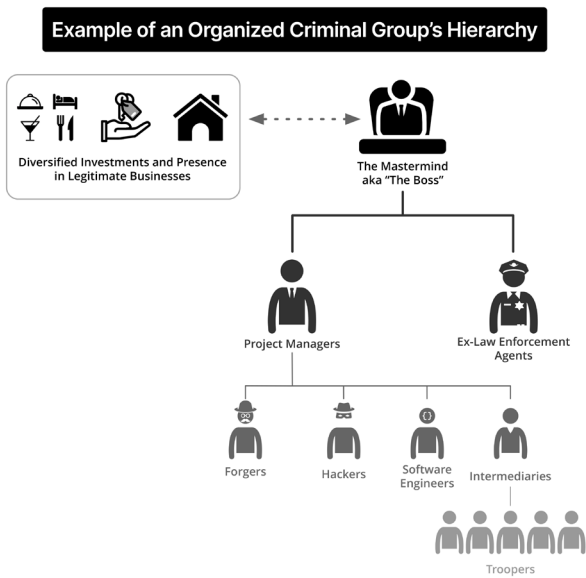 Example of an Organized Criminal Group's Hierarchy
Diversified Investments and Presence
in Legitimate Businesses
The Mastermind
aka “The Boss”
Project Managers
Ex-Law Enforcement
Agents
Forgers
Hackers
Software
Engineers
Intermediaries
Troopers